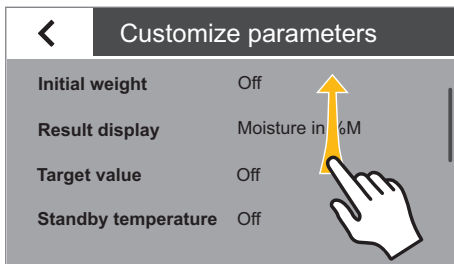 Customize parameters
Initial weight Off
Result display Moisture in %M
Target value Off
Standby temperature Off